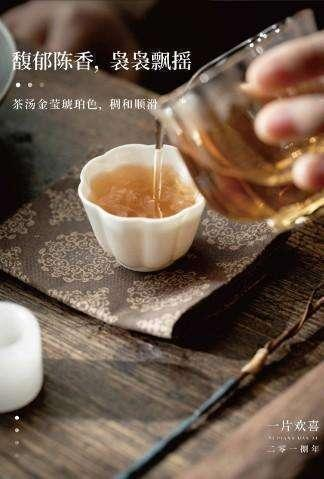 馥郁陈香，袅袅飘摇
茶汤金莹琥珀色，稠和顺滑
一片欢喜
二零一捌年